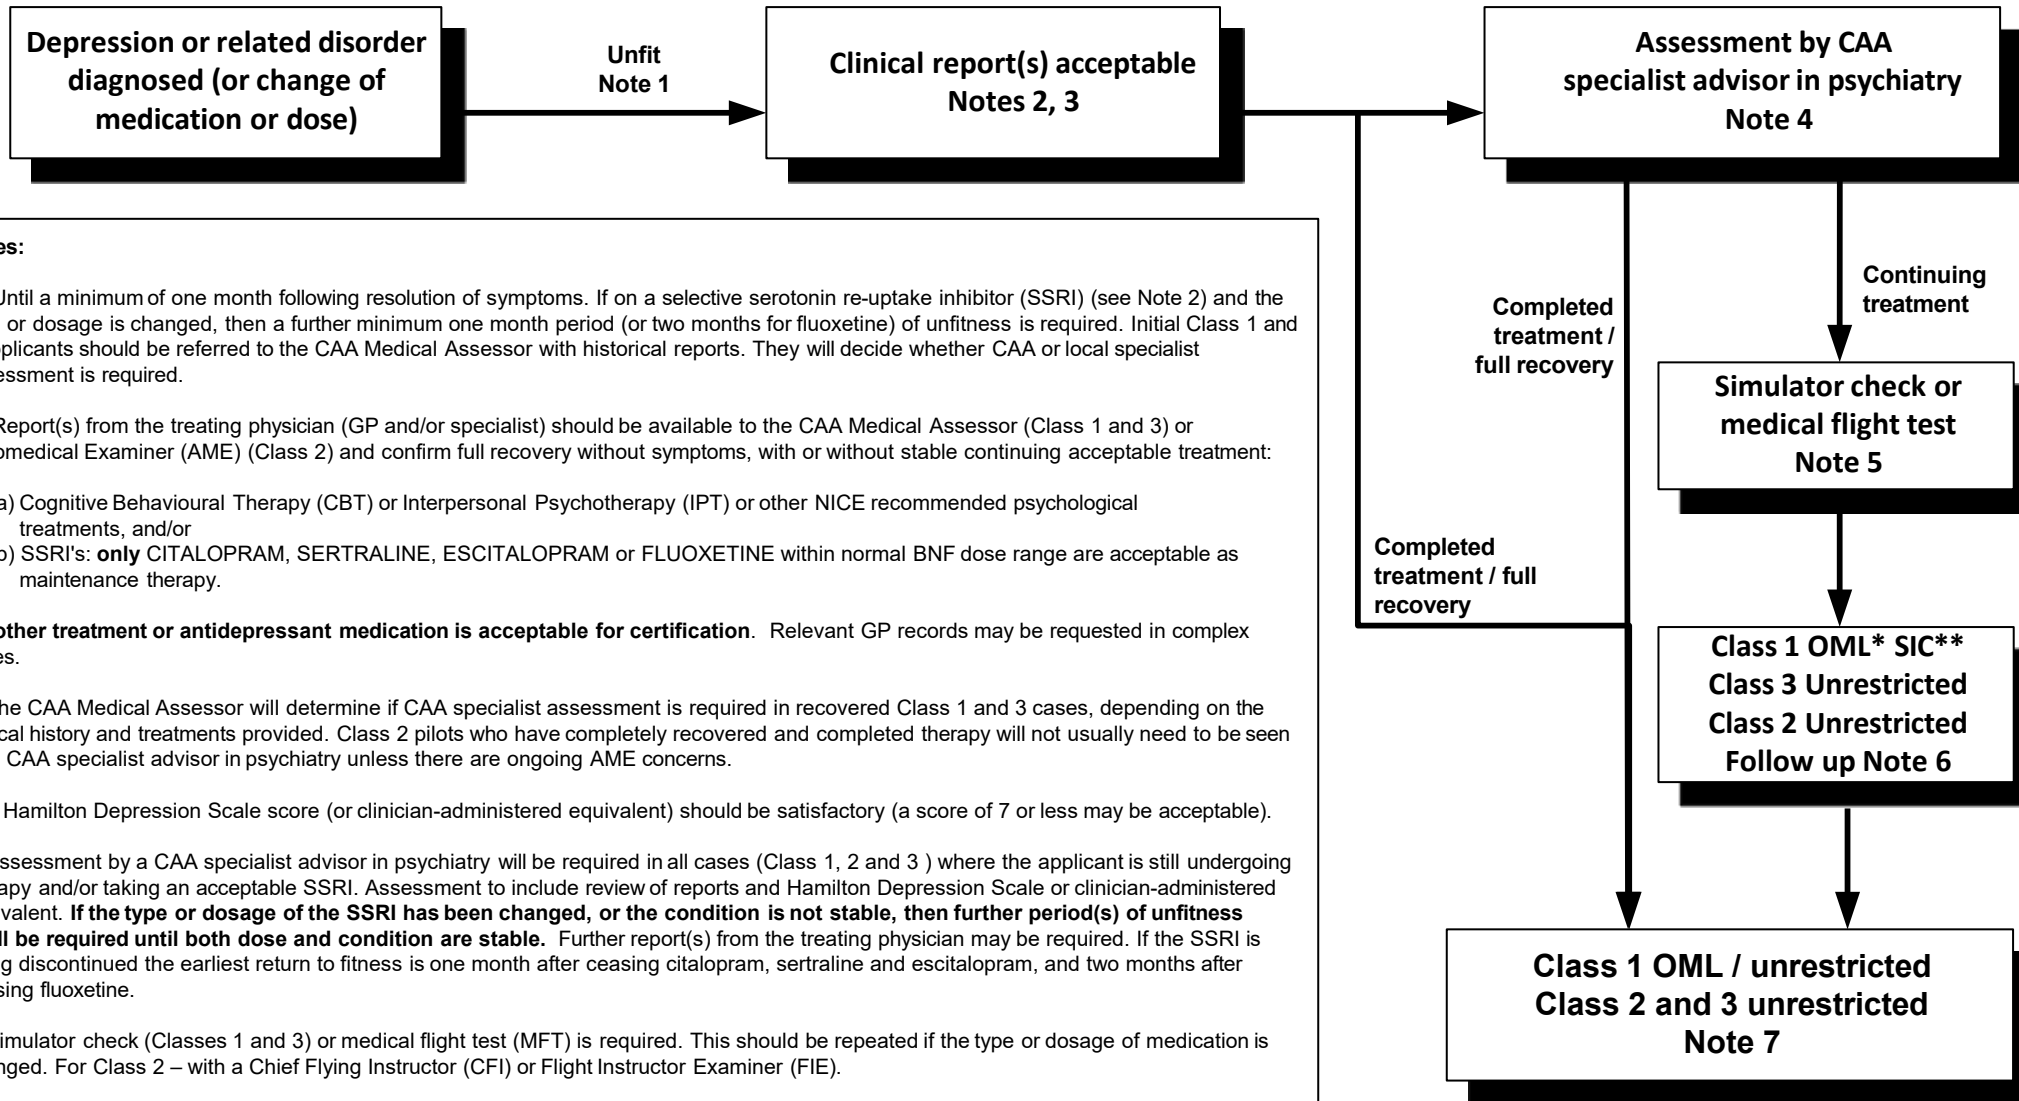 Depression or related disorder
diagnosed (or change of
medication or dose)
Unfit
Note 1
Clinical report(s) acceptable
Notes 2, 3
Assessment by CAA
specialist advisor in psychiatry
Note 4
es:
Until a minimum of one month following resolution of symptoms. If on a selective serotonin re-uptake inhibitor (SSRI) (see Note 2) and the
or dosage is changed, then a further minimum one month period (or two months for fluoxetine) of unfitness is required. Initial Class 1 and
pplicants should be referred to the CAA Medical Assessor with historical reports. They will decide whether CAA or local specialist
essment is required.
Report(s) from the treating physician (GP and/or specialist) should be available to the CAA Medical Assessor (Class 1 and 3) or
omedical Examiner (AME) (Class 2) and confirm full recovery without symptoms, with or without stable continuing acceptable treatment:
a) Cognitive Behavioural Therapy (CBT) or Interpersonal Psychotherapy (IPT) or other NICE recommended psychological
treatments, and/or
b) SSRI's: only CITALOPRAM, SERTRALINE, ESCITALOPRAM or FLUOXETINE within normal BNF dose range are acceptable as
maintenance therapy.
other treatment or antidepressant medication is acceptable for certification. Relevant GP records may be requested in complex
es.
he CAA Medical Assessor will determine if CAA specialist assessment is required in recovered Class 1 and 3 cases, depending on the
ical history and treatments provided. Class 2 pilots who have completely recovered and completed therapy will not usually need to be seen
CAA specialist advisor in psychiatry unless there are ongoing AME concerns.
Hamilton Depression Scale score (or clinician-administered equivalent) should be satisfactory (a score of 7 or less may be acceptable).
ssessment by a CAA specialist advisor in psychiatry will be required in all cases (Class 1, 2 and 3 ) where the applicant is still undergoing
apy and/or taking an acceptable SSRI. Assessment to include review of reports and Hamilton Depression Scale or clinician-administered
valent. If the type or dosage of the SSRI has been changed, or the condition is not stable, then further period(s) of unfitness
ll be required until both dose and condition are stable. Further report(s) from the treating physician may be required. If the SSRI is
g discontinued the earliest return to fitness is one month after ceasing citalopram, sertraline and escitalopram, and two months after
sing fluoxetine.
imulator check (Classes 1 and 3) or medical flight test (MFT) is required. This should be repeated if the type or dosage of medication is
nged. For Class 2 – with a Chief Flying Instructor (CFI) or Flight Instructor Examiner (FIE).
Completed
treatment /
full recovery
Continuing
treatment
Simulator check or
medical flight test
Note 5
Completed
treatment / full
recovery
Class 1 OML* SIC**
Class 3 Unrestricted
Class 2 Unrestricted
Follow up Note 6
Class 1 OML / unrestricted
Class 2 and 3 unrestricted
Note 7